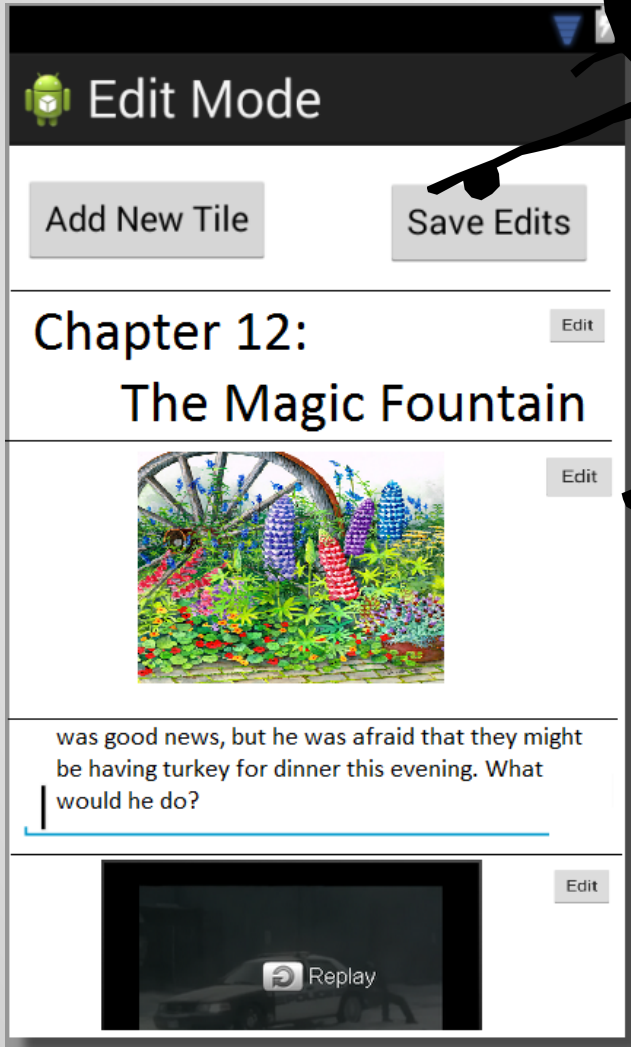 Edit Mode
Add New Tile
Save Edits
Chapter 12:
Edit
The Magic Fountain
Edit
was good news, but he was afraid that they might
be having turkey for dinner this evening. What
would he do?
Edit
Replay